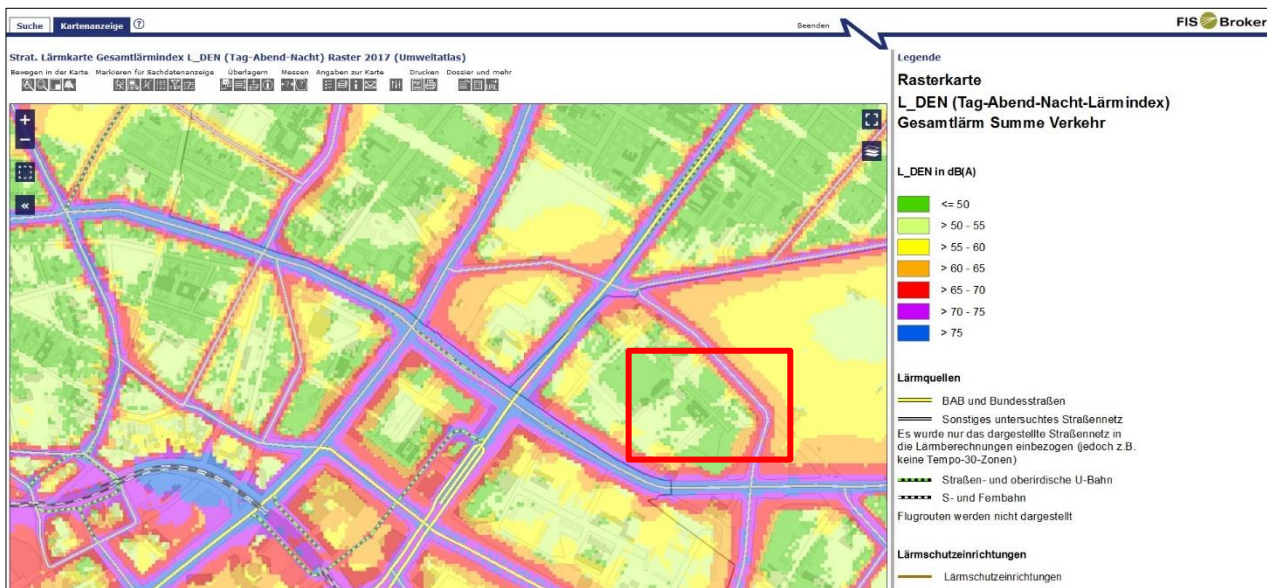 Suche Kartenanzeige ?
Beenden
FIS Broker
Strat. Lärmkarte Gesamtlärmindex L_DEN (Tag-Abend-Nacht) Raster 2017 (Umweltatlas)
Bewegen in der Karte Markieren für Sachdatenanzeige Überlagern Messen Angaben zur Karte Drucken Dossier und mehr
+
−
«
Legende
Rasterkarte
L_DEN (Tag-Abend-Nacht-Lärmindex)
Gesamtlärm Summe Verkehr
L_DEN in dB(A)
<= 50
> 50 - 55
> 55 - 60
> 60 - 65
> 65 - 70
> 70 - 75
> 75
Lärmquellen
BAB und Bundesstraßen
Sonstiges untersuchtes Straßennetz
Es wurde nur das dargestellte Straßennetz in
die Lärmberechnungen einbezogen (jedoch z.B.
keine Tempo-30-Zonen)
Straßen- und oberirdische U-Bahn
S- und Fernbahn
Flugrouten werden nicht dargestellt
Lärmschutzeinrichtungen
Lärmschutzeinrichtungen